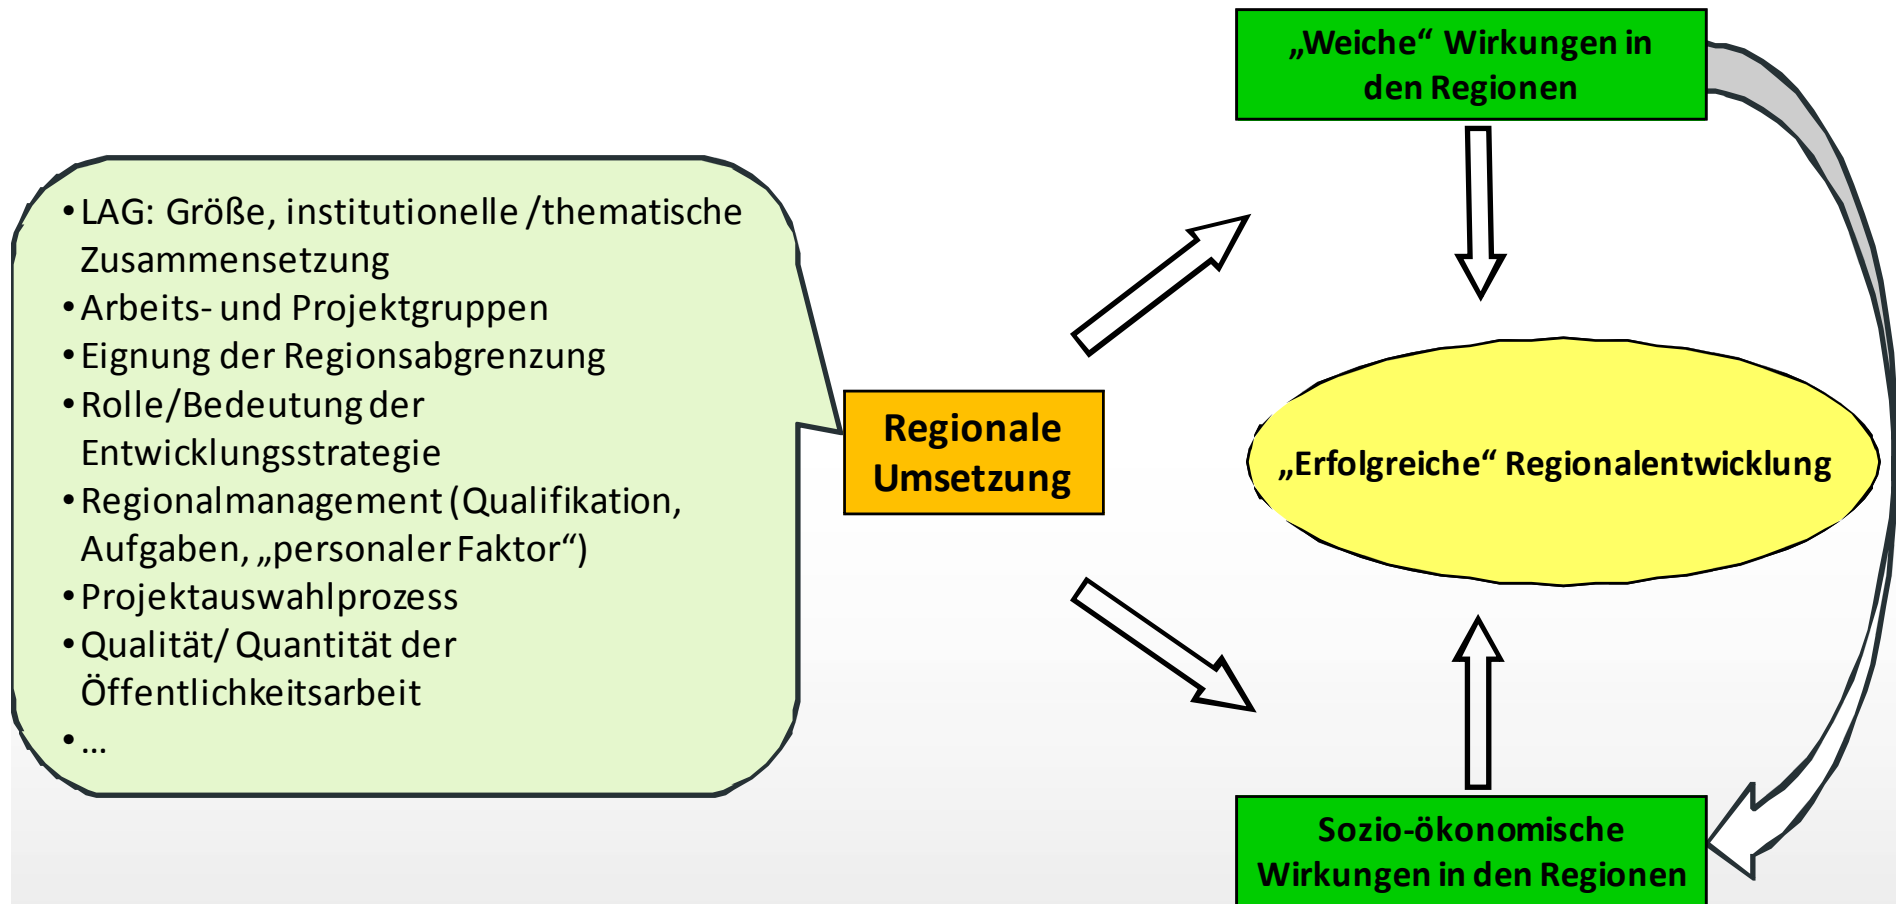 „Weiche“ Wirkungen in
den Regionen
• LAG: Größe, institutionelle /thematische
Zusammensetzung
• Arbeits- und Projektgruppen
• Eignung der Regionsabgrenzung
• Rolle/Bedeutung der
Entwicklungsstrategie
• Regionalmanagement (Qualifikation,
Aufgaben, „personaler Faktor“)
• Projektauswahlprozess
• Qualität/ Quantität der
Öffentlichkeitsarbeit
• ...
Regionale
Umsetzung
„Erfolgreiche“ Regionalentwicklung
Sozio-ökonomische
Wirkungen in den Regionen